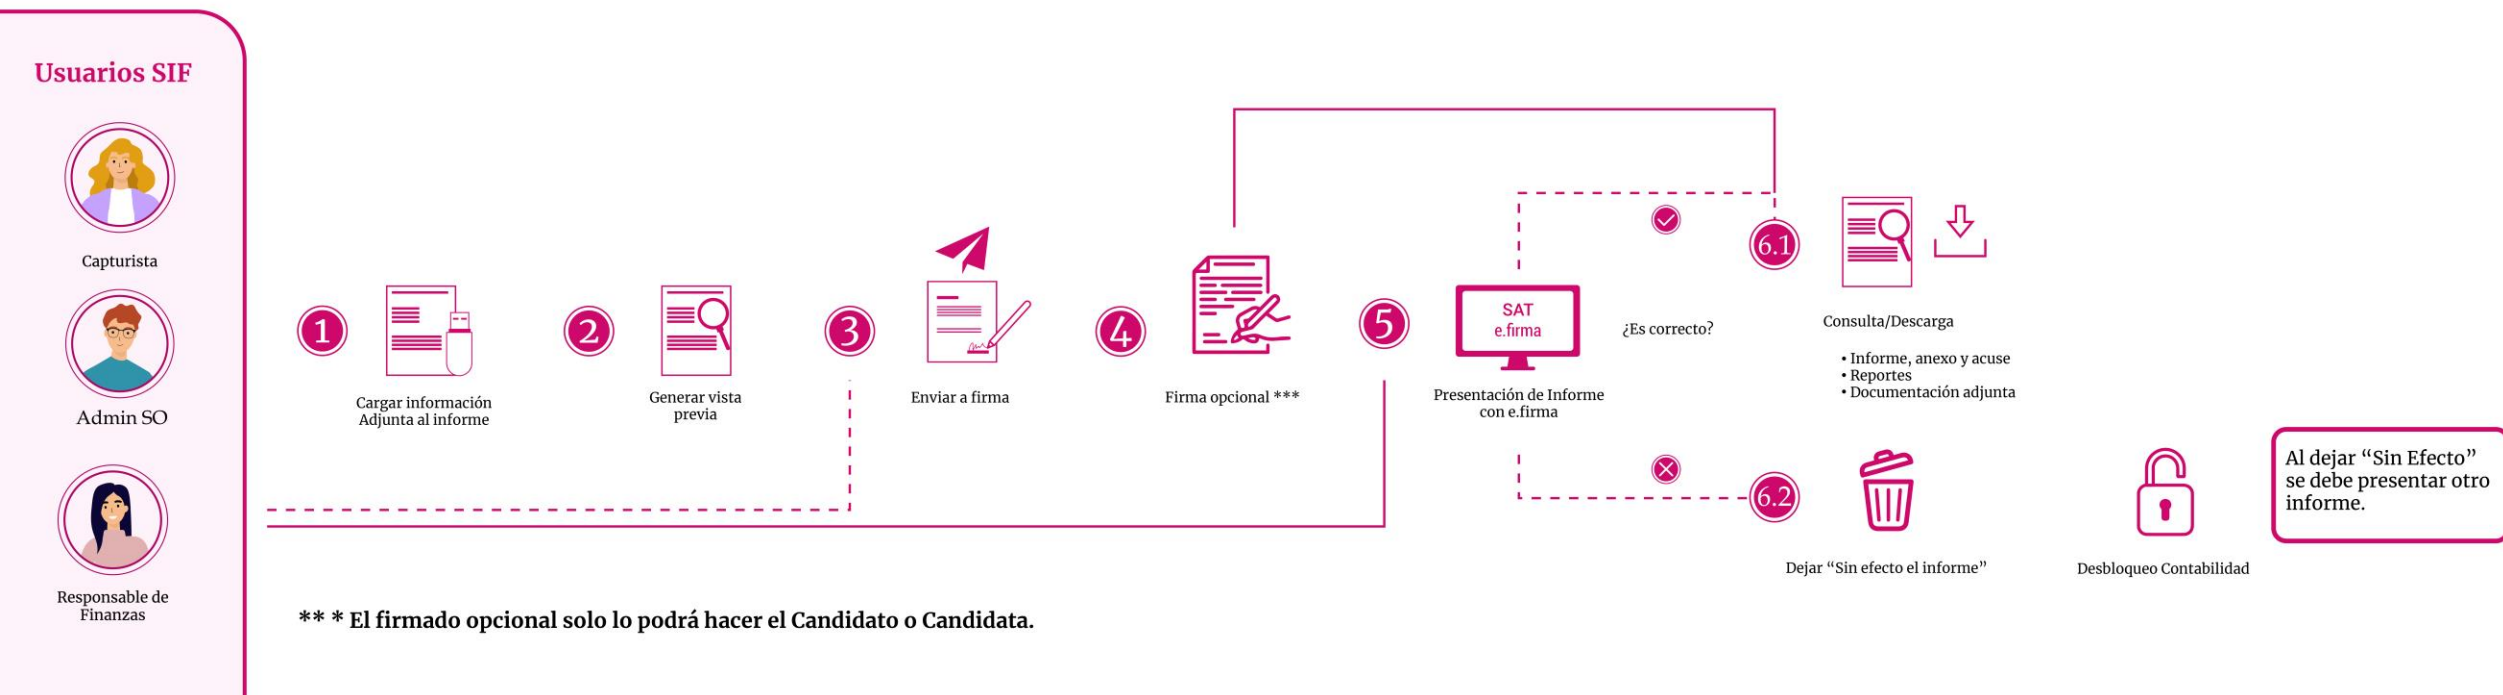 Usuarios SIF
Capturista
Admin SO
Responsable de
Finanzas
1
Cargar información
Adjunta al informe
2
Generar vista
previa
3
Enviar a firma
4
Firma opcional ***
5
SAT
e.firma
Presentación de Informe
con e.firma
¿Es correcto?
6.1
Consulta/Descarga
• Informe, anexo y acuse
• Reportes
• Documentación adjunta
6.2
Dejar “Sin efecto el informe”
Desbloqueo Contabilidad
Al dejar “Sin Efecto”
se debe presentar otro
informe.
** * El firmado opcional solo lo podrá hacer el Candidato o Candidata.